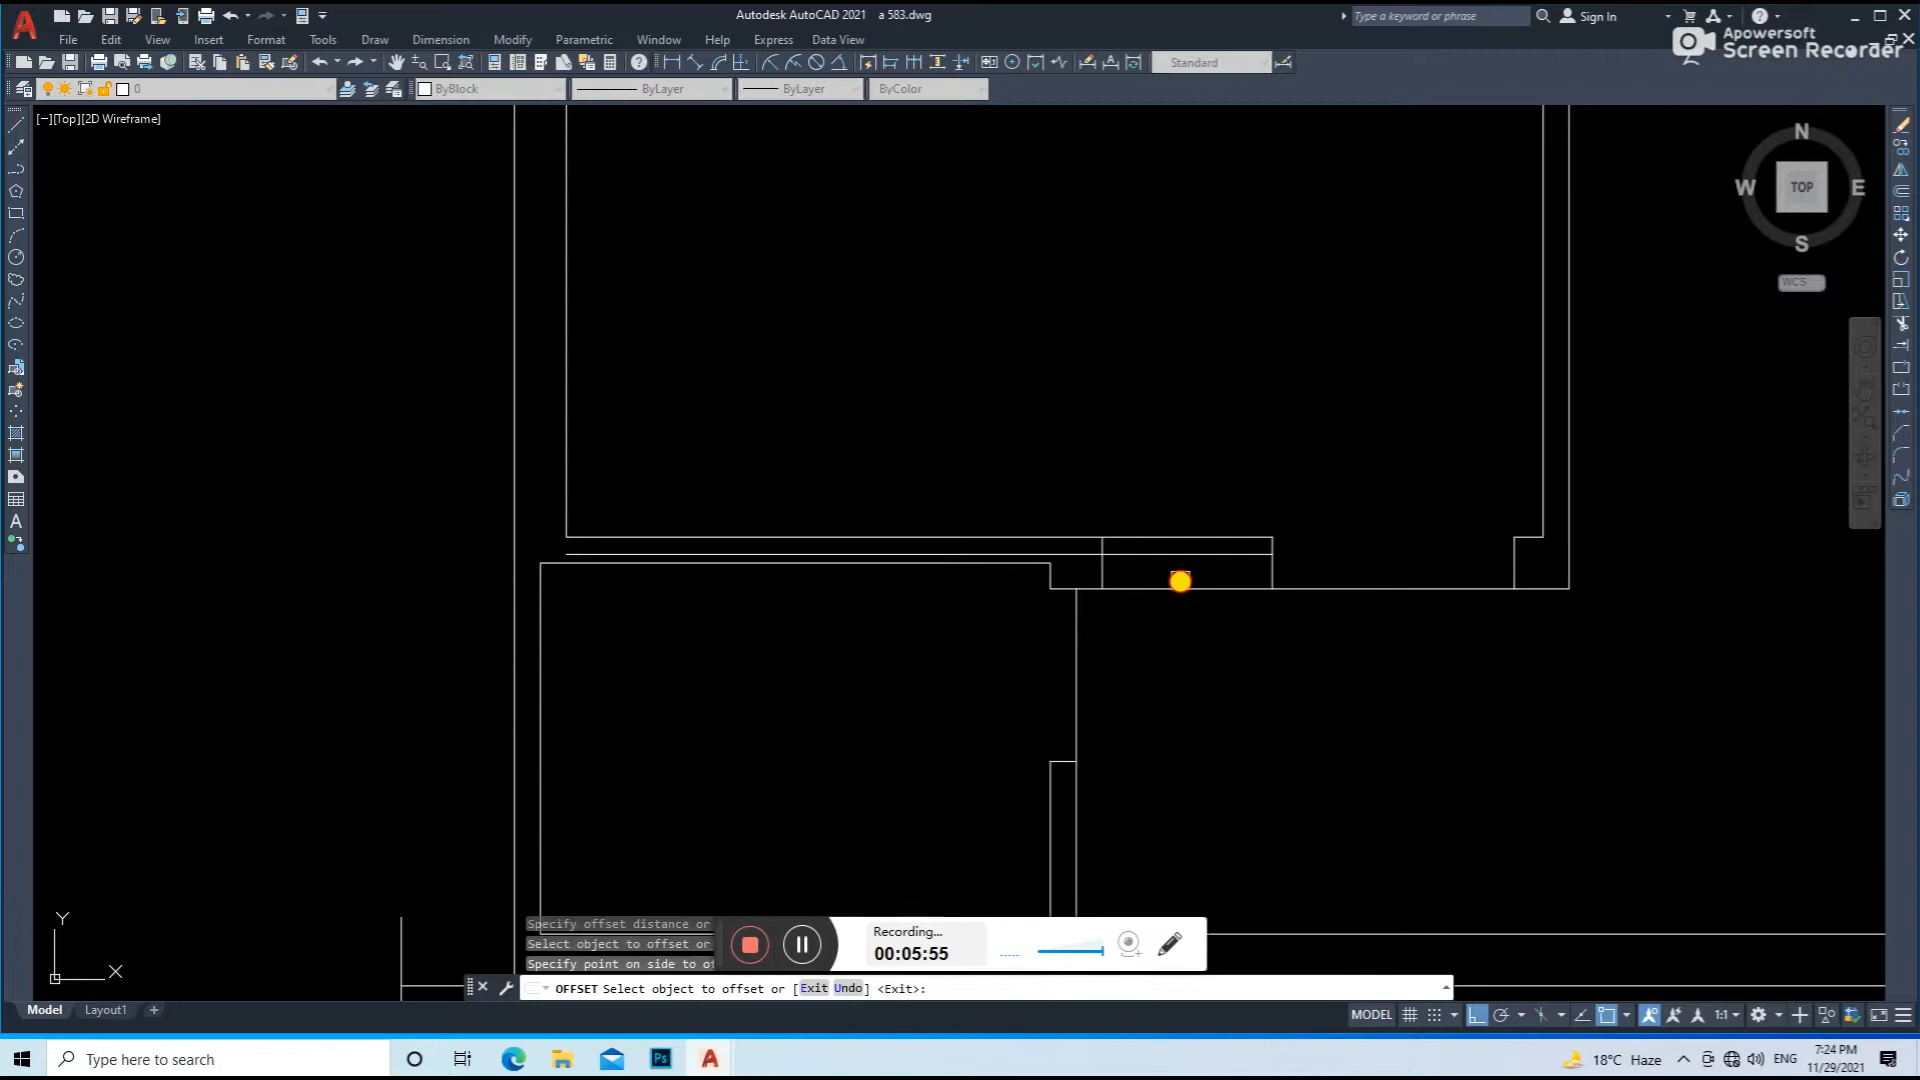 Autodesk AutoCAD 2021 a 583.dwg
Type a keyword or phrase
Sign In
File Edit View Insert Format Tools Draw Dimension Modify Parametric Window Help Express Data View
Apowersoft
Screen Recorder
Standard
0
ByBlock
ByLayer
ByLayer
ByColor
[−][Top][2D Wireframe]
N
W
TOP
E
S
WCS
A
Specify offset distance or
Select object to offset or
Specify point on side to of
Recording...
00:05:55
Y
X
OFFSET Select object to offset or [Exit Undo] <Exit>:
Model Layout1 +
MODEL
1:1
Type here to search
Ps
A
18°C Haze
ENG
7:24 PM
11/29/2021